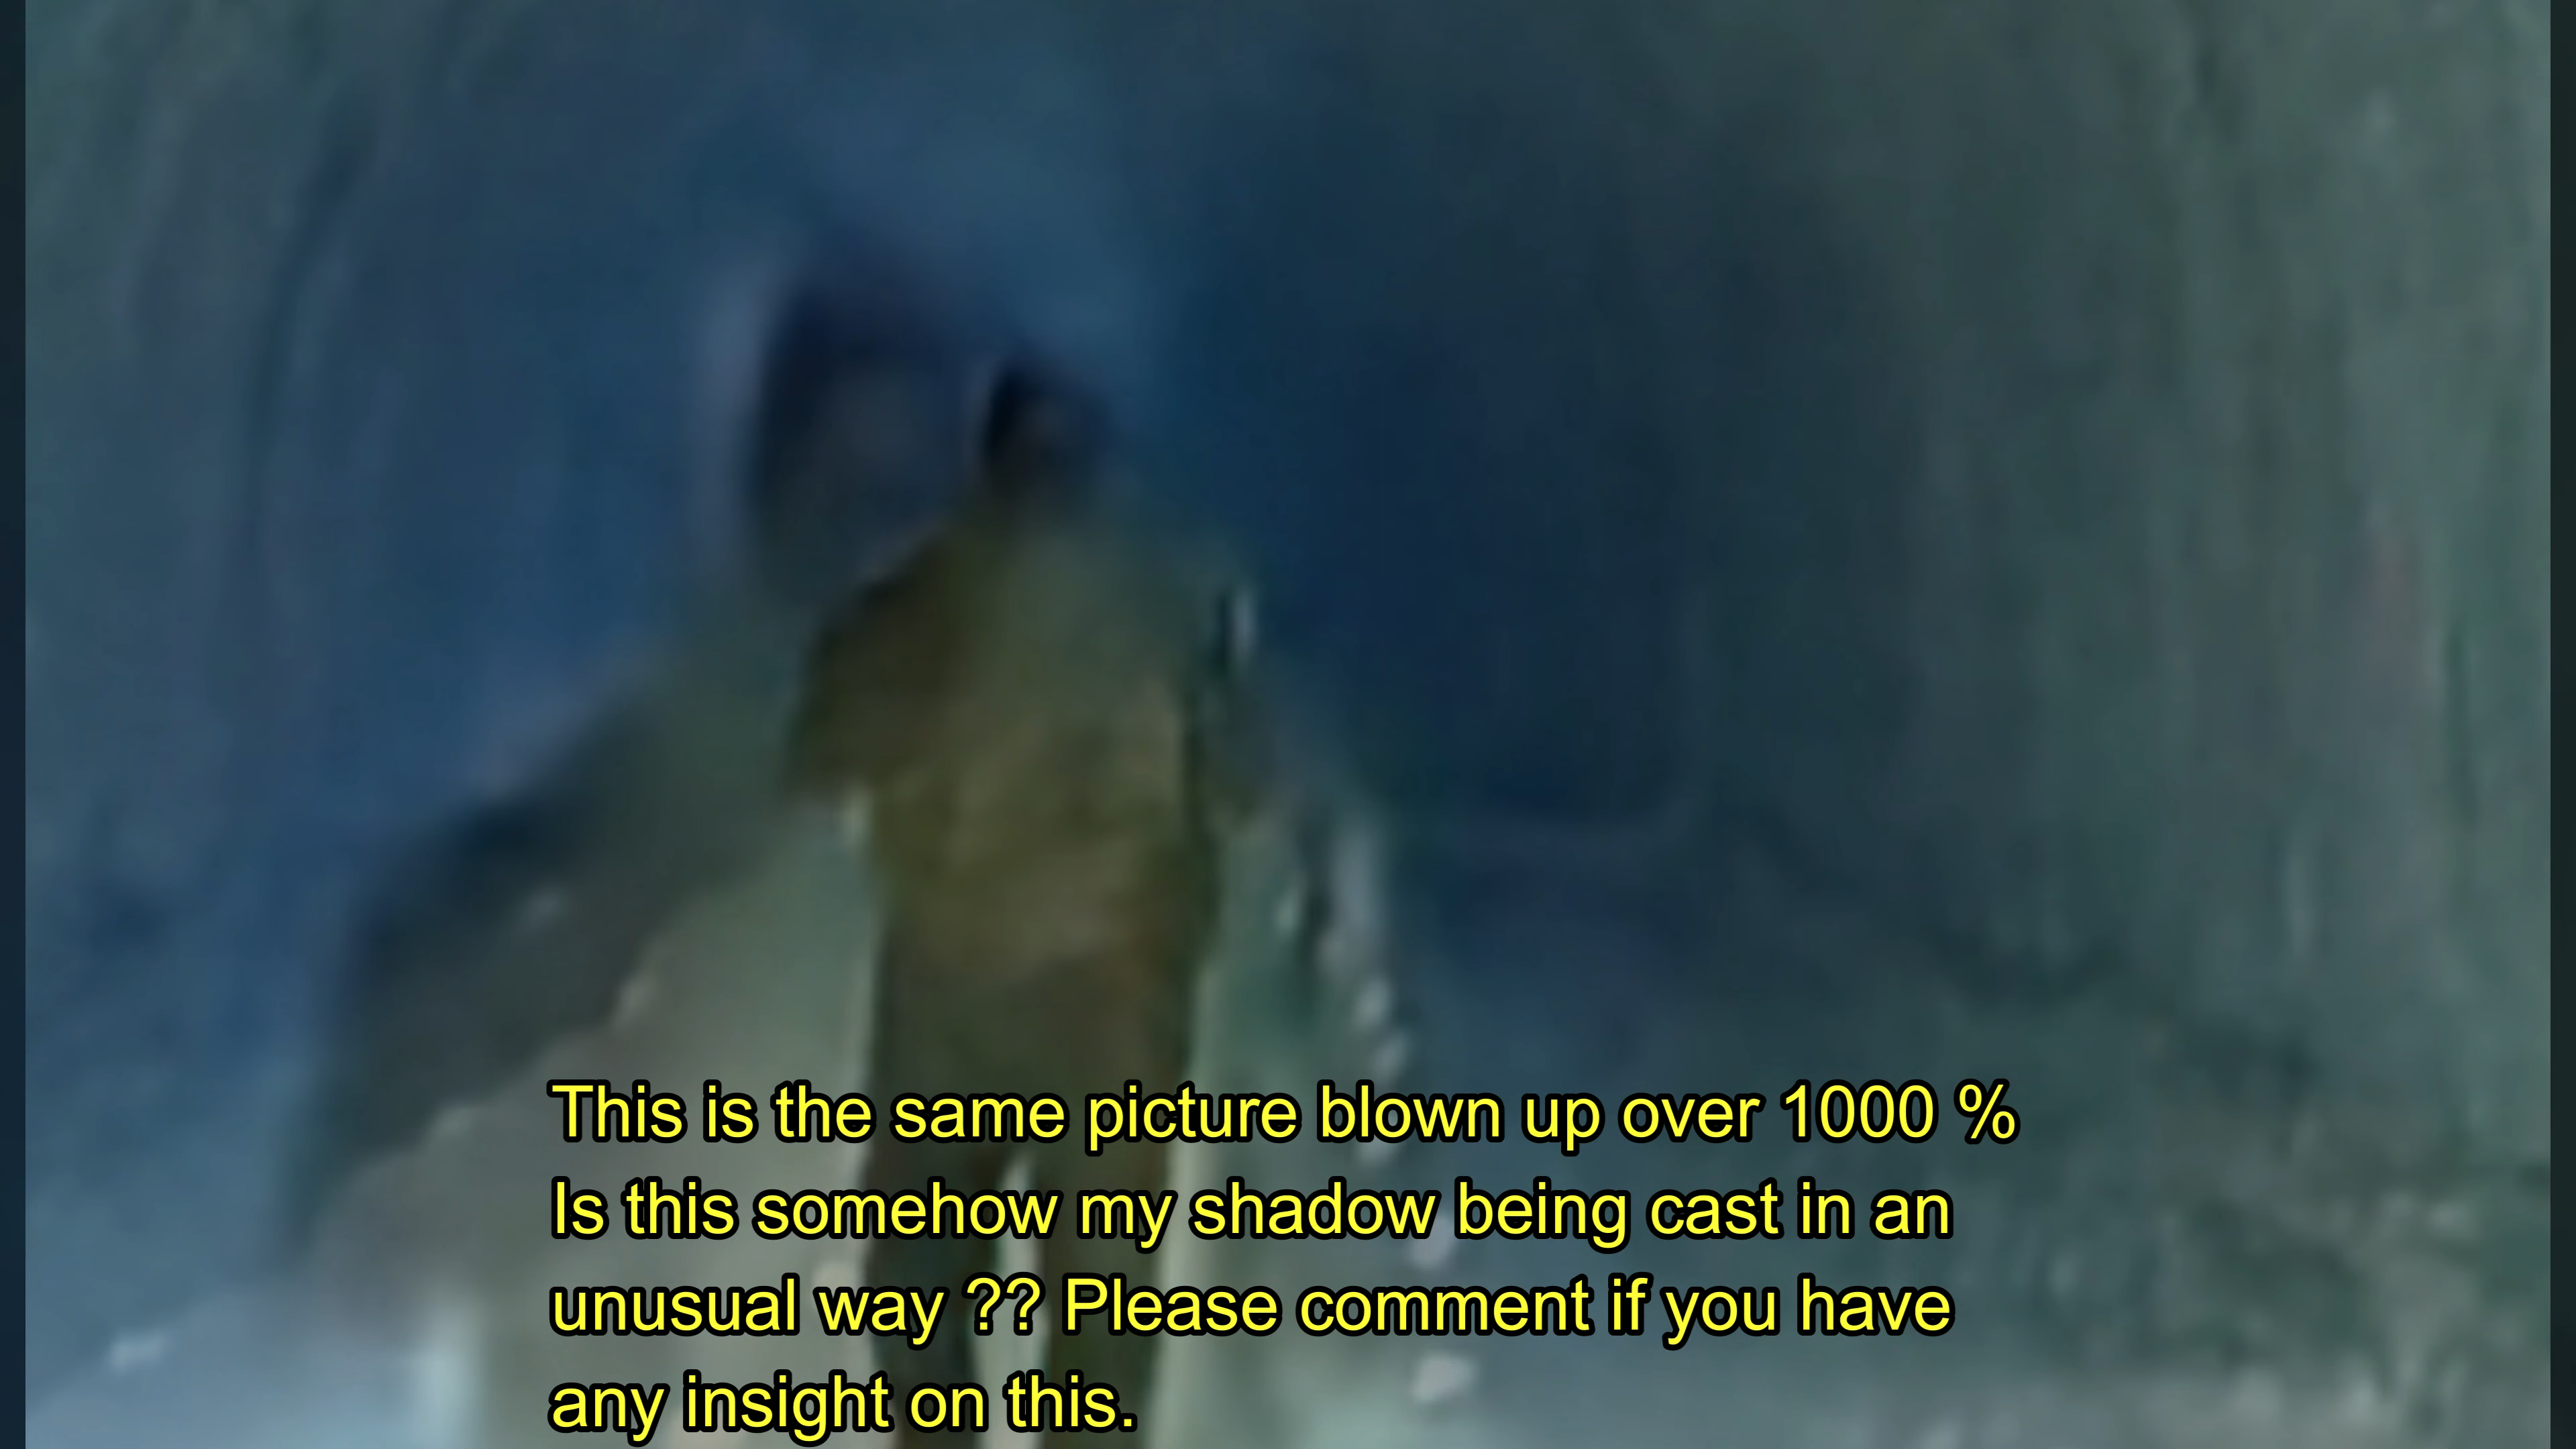 This is the same picture blown up over 1000 %
Is this somehow my shadow being cast in an
unusual way ?? Please comment if you have
any insight on this.